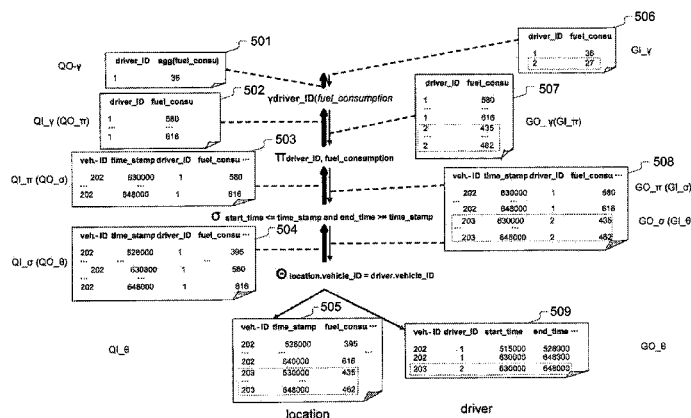 501
driver_ID agg(fuel_consu)
1 36
QO-γ
506
driver_ID fuel_consu
1 36
2 27
GI_γ
502
driver_ID fuel_consu
1 580
...
1 616
QI_γ (QO_π)
γdriver_ID(fuel_consumption
507
driver_ID fuel_consu
1 580
...
1 616
2 435
...
2 462
GO_γ(GI_π)
503
veh.-ID time_stamp driver_ID fuel_consu ...
202 630000 1 580
...
202 648000 1 616
QI_π (QO_σ)
π driver_ID, fuel_consumption
508
veh.-ID time_stamp driver_ID fuel_consu ...
202 630000 1 580
...
202 648000 1 616
203 630000 2 435
...
203 648000 2 462
GO_π (GI_σ)
GO_σ (GI_θ
σ start_time <= time_stamp and end_time >= time_stamp
504
veh.-ID time_stamp driver_ID fuel_consu ...
202 528000 1 395
...
202 630000 1 580
...
202 648000 1 616
QI_σ (QO_θ)
Θ location.vehicle_ID = driver.vehicle_ID
505
veh.-ID time_stamp fuel_consu ...
202 528000 395
...
202 640000 616
203 530000 435
...
203 648000 462
location
509
veh.-ID driver_ID start_time end_time ...
202 1 515000 528000
202 1 630000 648000
203 2 630000 648000
driver
QI_θ
GO_θ